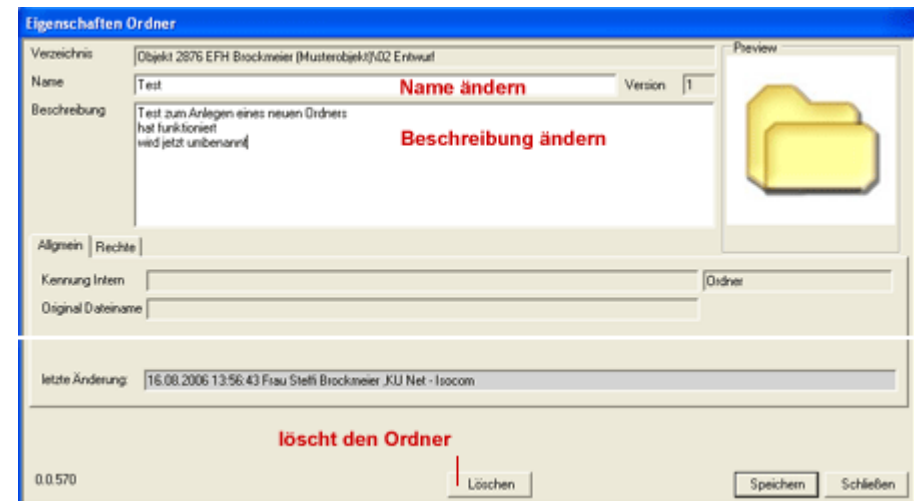 Eigenschaften Ordner
Verzeichnis Objekt 2876 EFH Brockmeier (Musterobjekt)\02 Entwurf
Preview
Name Test Name ändern Version 1
Beschreibung Test zum Anlegen eines neuen Ordners
hat funktioniert
wird jetzt umbenannt
Beschreibung ändern
Allgmein Rechte
Kennung Intern Ordner
Original Dateiname
letzte Änderung: 16.08.2006 13:56:43 Frau Steffi Brockmeier ,KU Net - Isocom
löscht den Ordner
0.0.570 Löschen Speichern Schließen